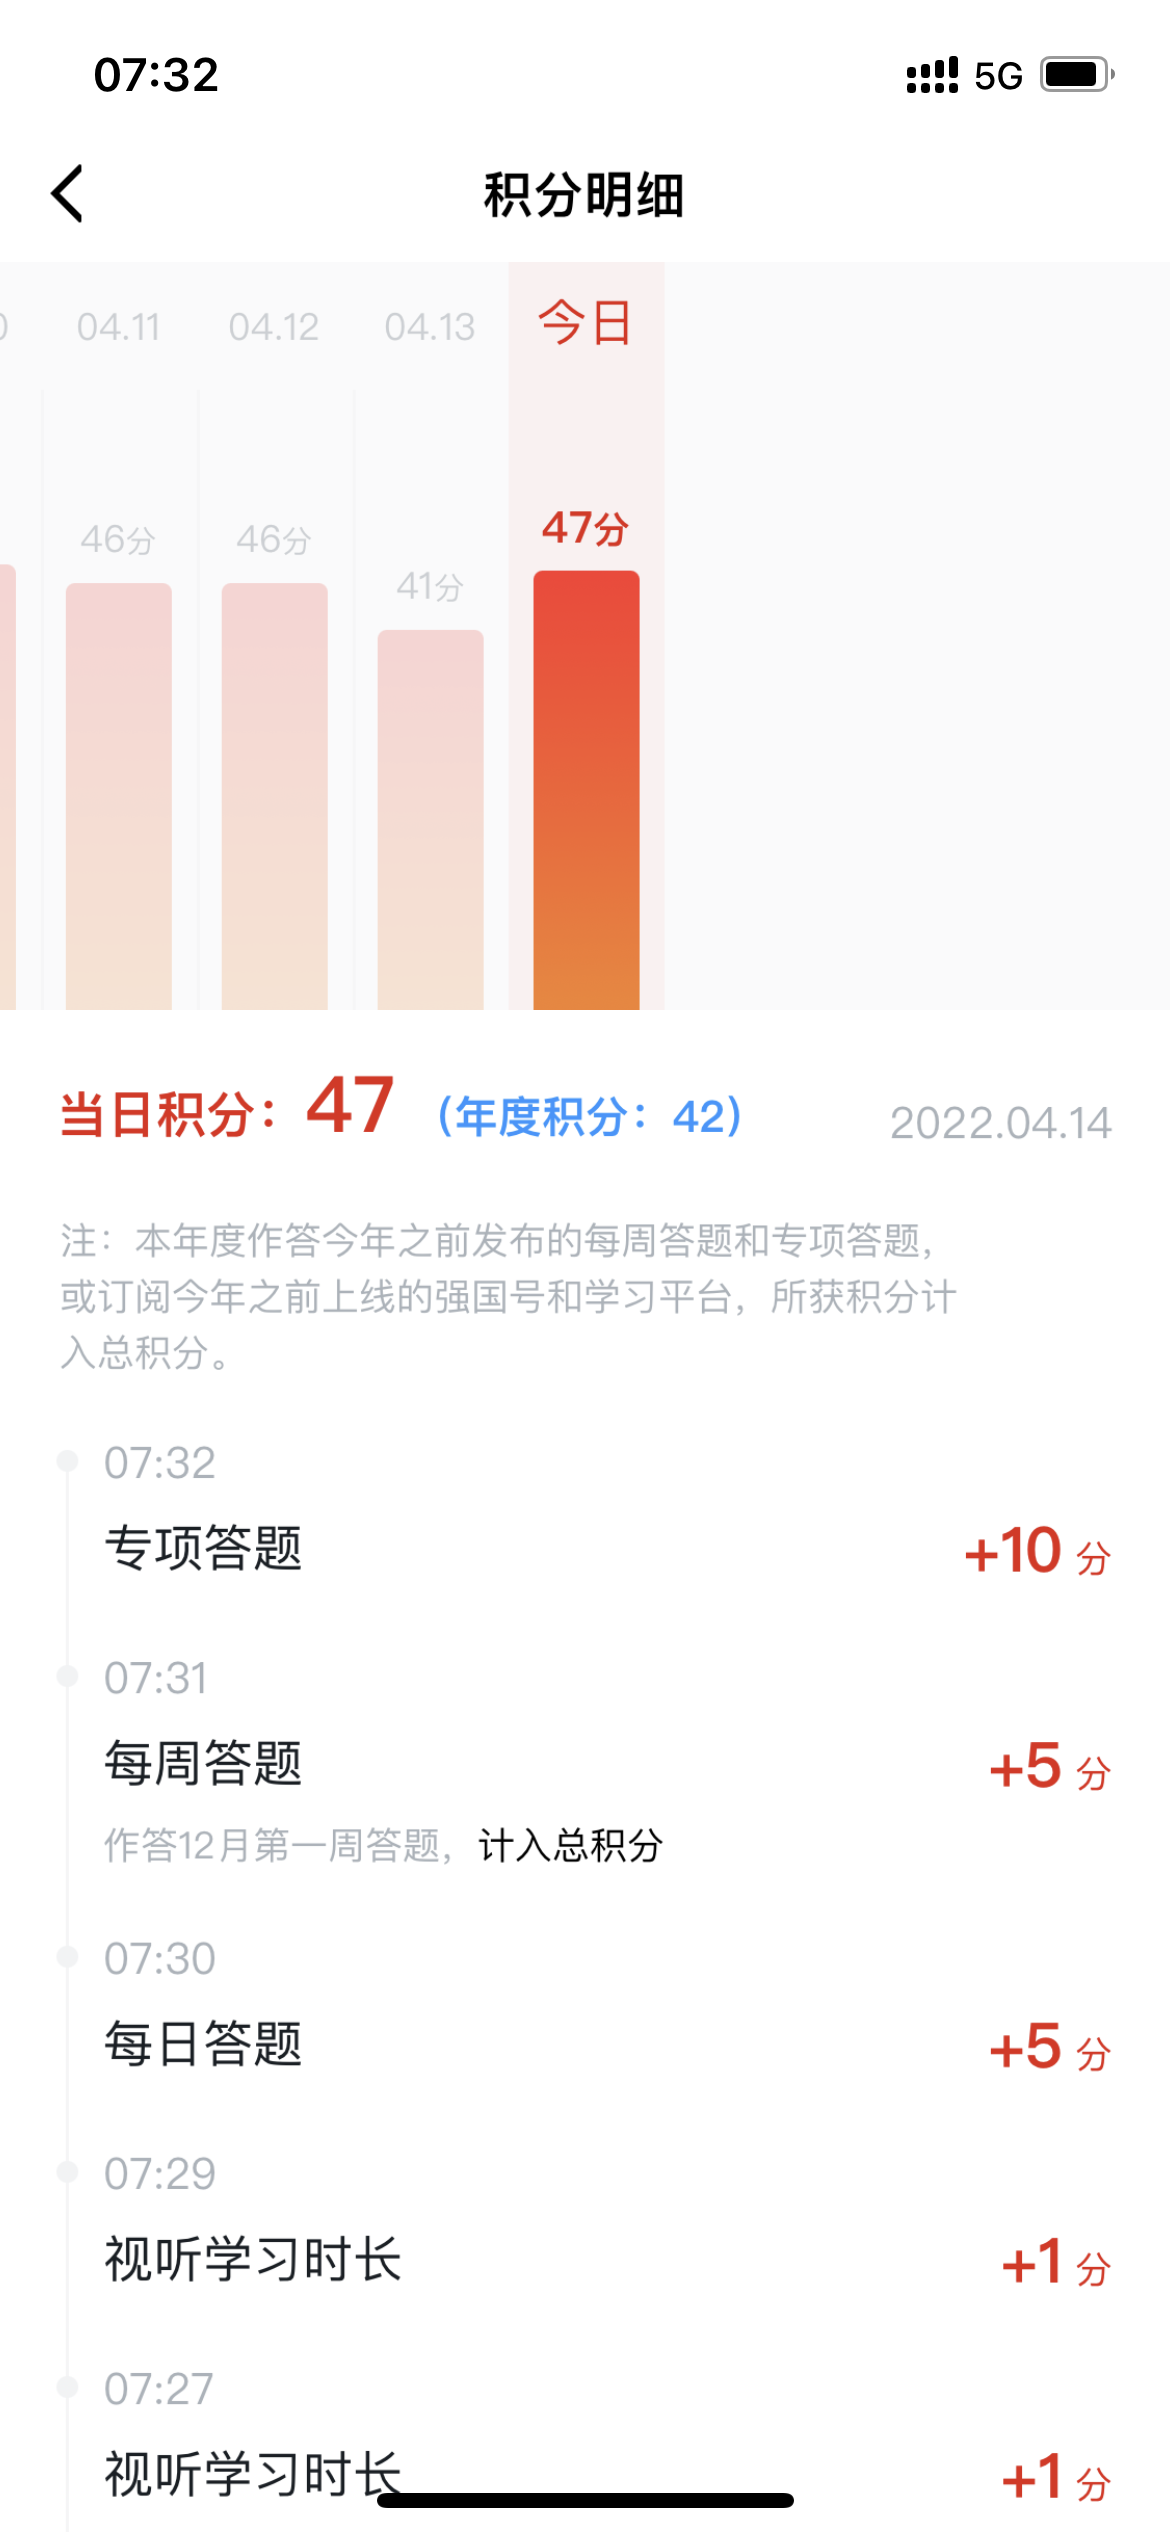 07:32 5G
积分明细
04.11 04.12 04.13 今日
46分 46分 41分 47分
当日积分：47（年度积分：42） 2022.04.14
注：本年度作答今年之前发布的每周答题和专项答题，
或订阅今年之前上线的强国号和学习平台，所获积分计
入总积分。
07:32
专项答题 +10 分
07:31
每周答题 +5 分
作答12月第一周答题，计入总积分
07:30
每日答题 +5 分
07:29
视听学习时长 +1 分
07:27
视听学习时长 +1 分